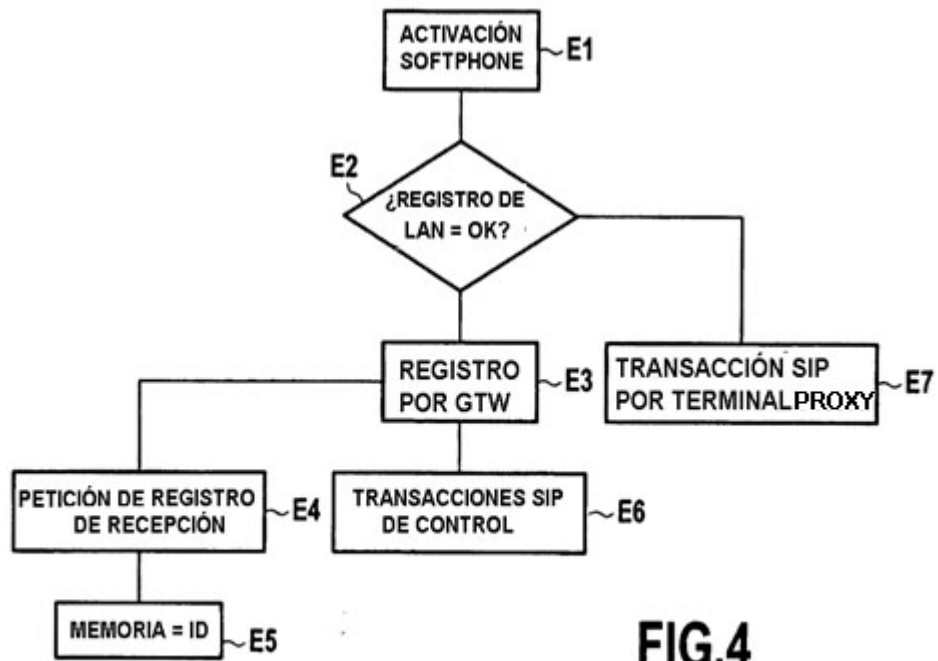 ACTIVACIÓN
SOFTPHONE
E1
E2
¿REGISTRO DE
LAN = OK?
REGISTRO
POR GTW
E3
TRANSACCIÓN SIP
POR TERMINAL PROXY
E7
PETICIÓN DE REGISTRO
DE RECEPCIÓN
E4
TRANSACCIONES SIP
DE CONTROL
E6
MEMORIA = ID
E5
FIG.4